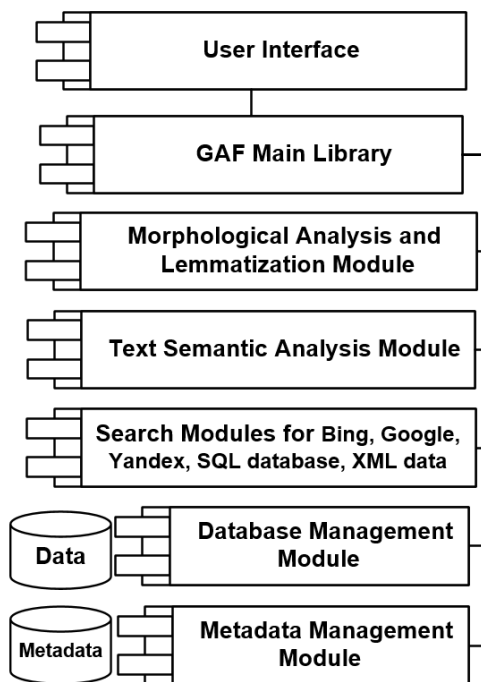 User Interface
GAF Main Library
Morphological Analysis and
Lemmatization Module
Text Semantic Analysis Module
Search Modules for Bing, Google,
Yandex, SQL database, XML data
Data
Database Management
Module
Metadata
Metadata Management
Module